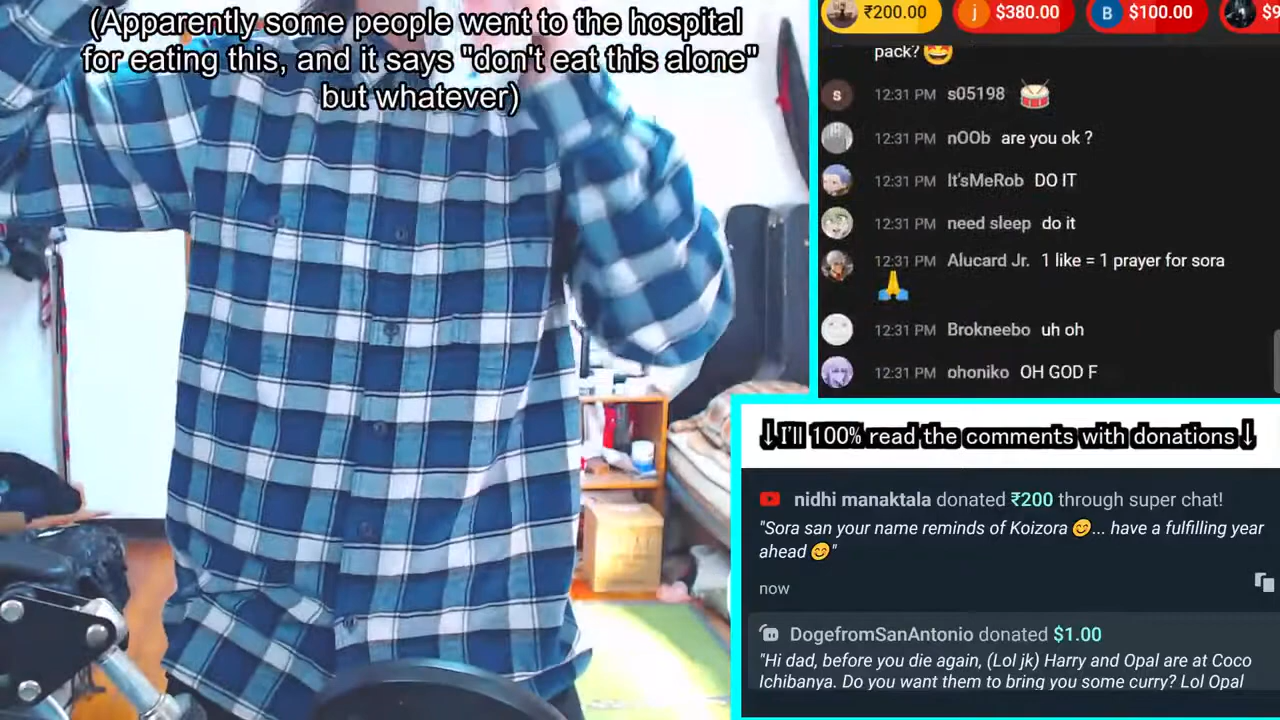 (Apparently some people went to the hospital
for eating this, and it says "don't eat this alone"
but whatever)
₹200.00
j $380.00
B $100.00
pack?🤩
s 12:31 PM s05198 🥁
12:31 PM nOOb are you ok ?
12:31 PM It'sMeRob DO IT
12:31 PM need sleep do it
12:31 PM Alucard Jr. 1 like = 1 prayer for sora
🙏
12:31 PM Brokneebo uh oh
12:31 PM ohoniko OH GOD F
↓I'll 100% read the comments with donations↓
nidhi manaktala donated ₹200 through super chat!
"Sora san your name reminds of Koizora 😊... have a fulfilling year
ahead 😊"
now
DogefromSanAntonio donated $1.00
"Hi dad, before you die again, (Lol jk) Harry and Opal are at Coco
Ichibanya. Do you want them to bring you some curry? Lol Opal